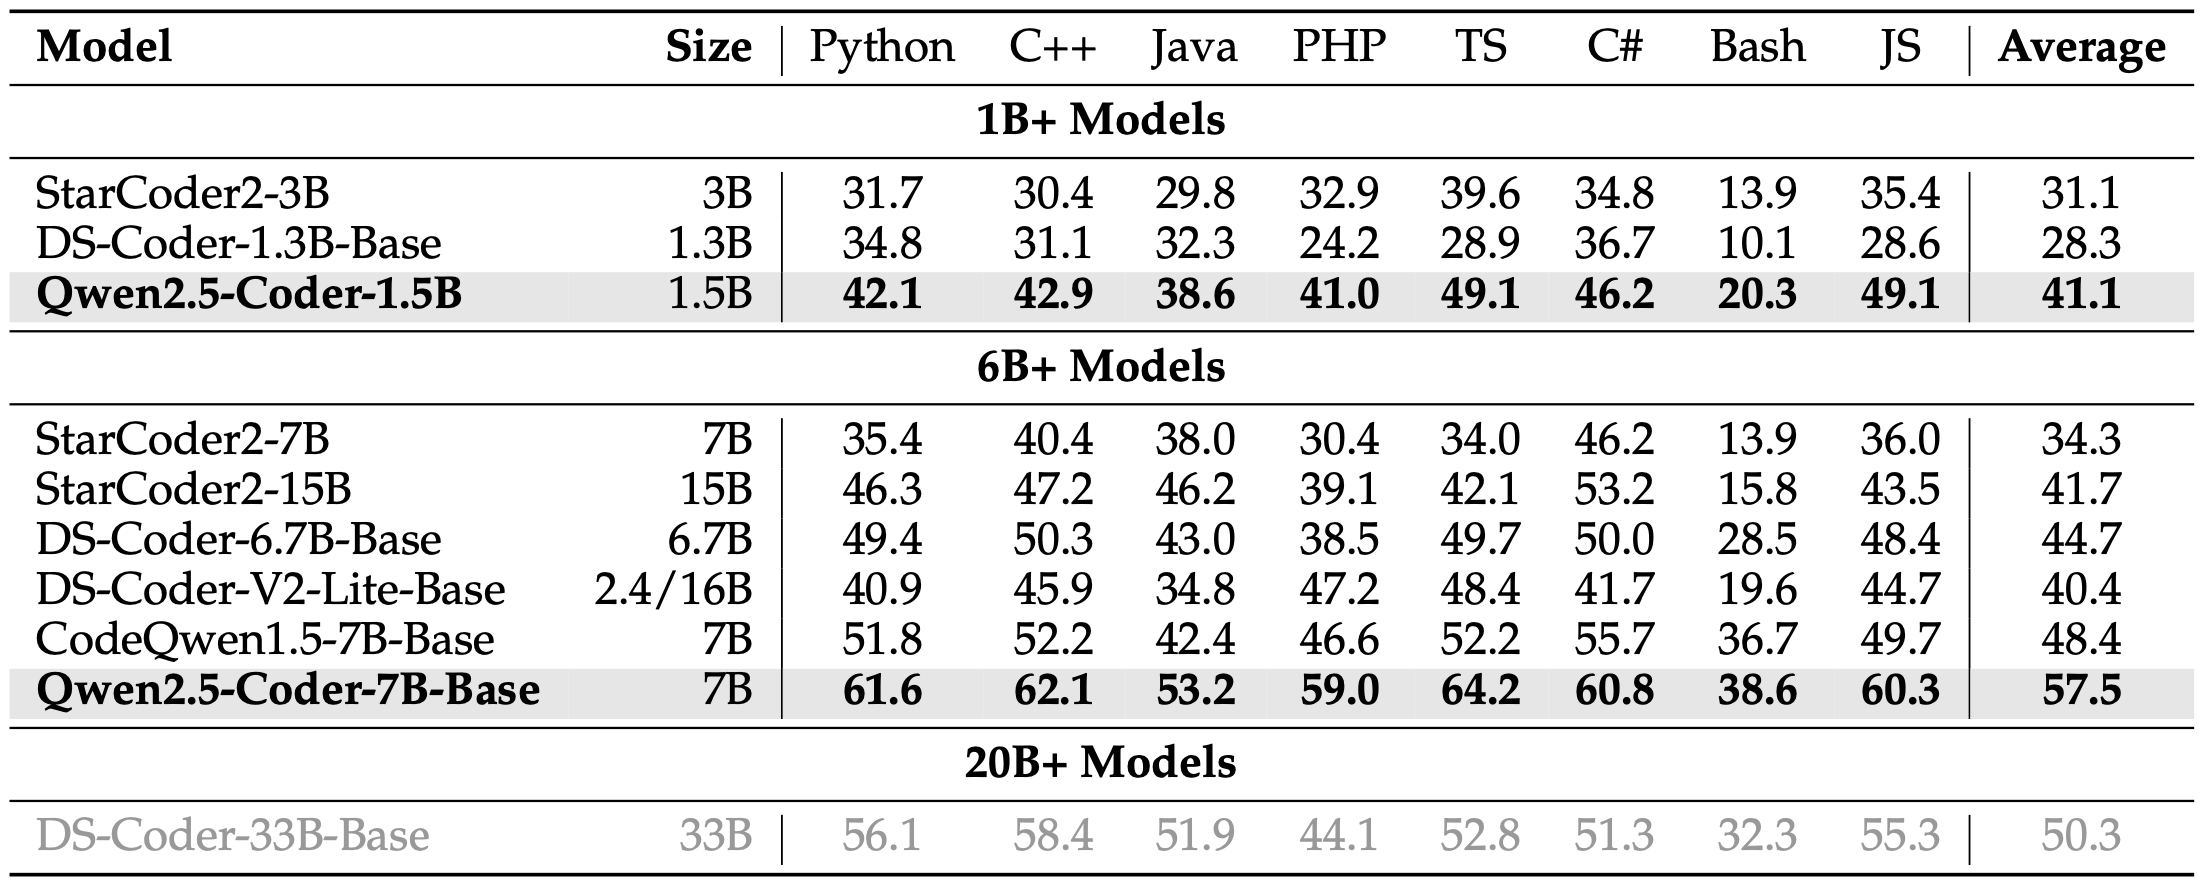 Model Size Python C++ Java PHP TS C# Bash JS Average
1B+ Models
StarCoder2-3B 3B 31.7 30.4 29.8 32.9 39.6 34.8 13.9 35.4 31.1
DS-Coder-1.3B-Base 1.3B 34.8 31.1 32.3 24.2 28.9 36.7 10.1 28.6 28.3
Qwen2.5-Coder-1.5B 1.5B 42.1 42.9 38.6 41.0 49.1 46.2 20.3 49.1 41.1
6B+ Models
StarCoder2-7B 7B 35.4 40.4 38.0 30.4 34.0 46.2 13.9 36.0 34.3
StarCoder2-15B 15B 46.3 47.2 46.2 39.1 42.1 53.2 15.8 43.5 41.7
DS-Coder-6.7B-Base 6.7B 49.4 50.3 43.0 38.5 49.7 50.0 28.5 48.4 44.7
DS-Coder-V2-Lite-Base 2.4/16B 40.9 45.9 34.8 47.2 48.4 41.7 19.6 44.7 40.4
CodeQwen1.5-7B-Base 7B 51.8 52.2 42.4 46.6 52.2 55.7 36.7 49.7 48.4
Qwen2.5-Coder-7B-Base 7B 61.6 62.1 53.2 59.0 64.2 60.8 38.6 60.3 57.5
20B+ Models
DS-Coder-33B-Base 33B 56.1 58.4 51.9 44.1 52.8 51.3 32.3 55.3 50.3